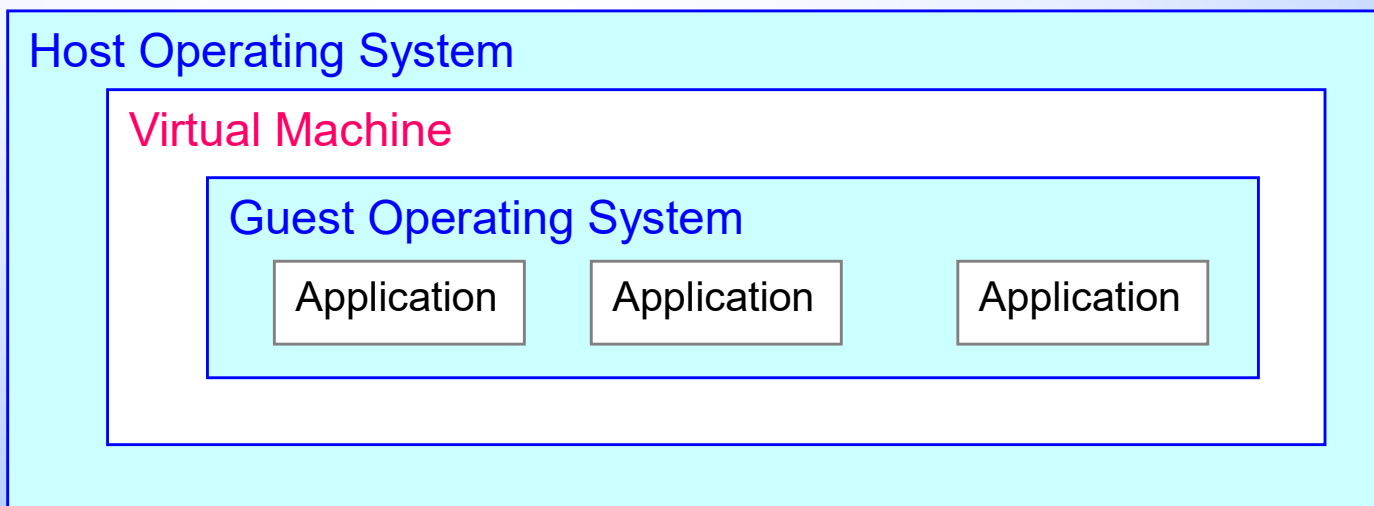 Host Operating System
Virtual Machine
Guest Operating System
Application
Application
Application